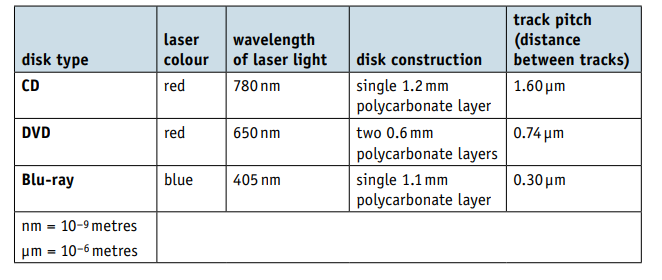 disk type | laser colour | wavelength of laser light | disk construction | track pitch (distance between tracks)
CD | red | 780 nm | single 1.2 mm polycarbonate layer | 1.60 µm
DVD | red | 650 nm | two 0.6 mm polycarbonate layers | 0.74 µm
Blu-ray | blue | 405 nm | single 1.1 mm polycarbonate layer | 0.30 µm
nm = 10⁻⁹ metres
µm = 10⁻⁶ metres